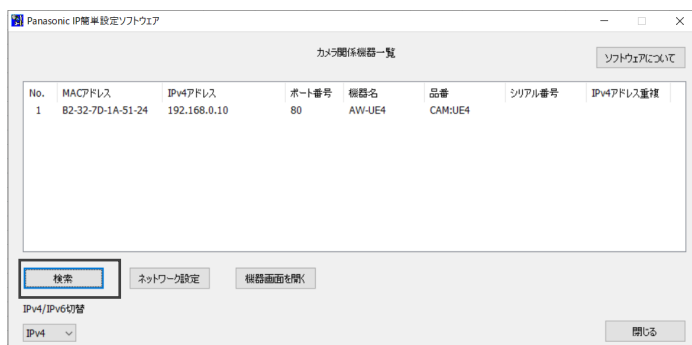 Panasonic IP簡単設定ソフトウェア
カメラ関係機器一覧
ソフトウェアについて
No. MACアドレス IPv4アドレス ポート番号 機器名 品番 シリアル番号 IPv4アドレス重複
1 B2-32-7D-1A-51-24 192.168.0.10 80 AW-UE4 CAM:UE4
検索 ネットワーク設定 機器画面を開く
IPv4/IPv6切替
IPv4 閉じる